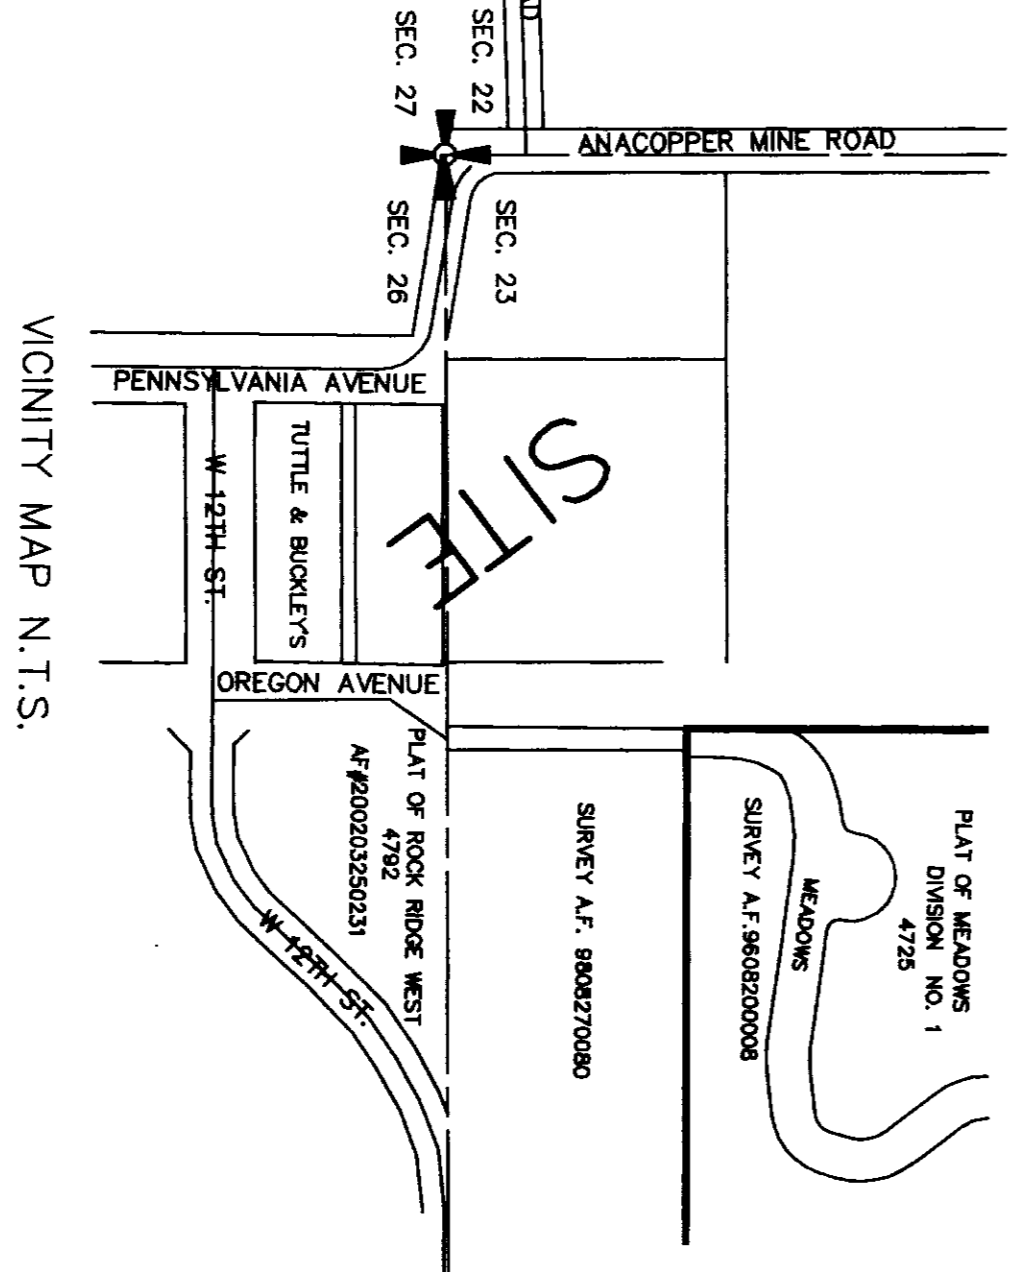 SEC. 22
SEC. 27
ANACOPPER MINE ROAD
SEC. 23
SEC. 26
PENNSYLVANIA AVENUE
SITE
TUTTLE & BUCKLEY'S
W 12TH ST.
OREGON AVENUE
PLAT OF MEADOWS
DIVISION NO. 1
4725
MEADOWS
SURVEY A.F.9608200008
SURVEY A.F. 9808270080
PLAT OF ROCK RIDGE WEST
4792
AF#200203250231
W 12TH ST.
VICINITY MAP N.T.S.